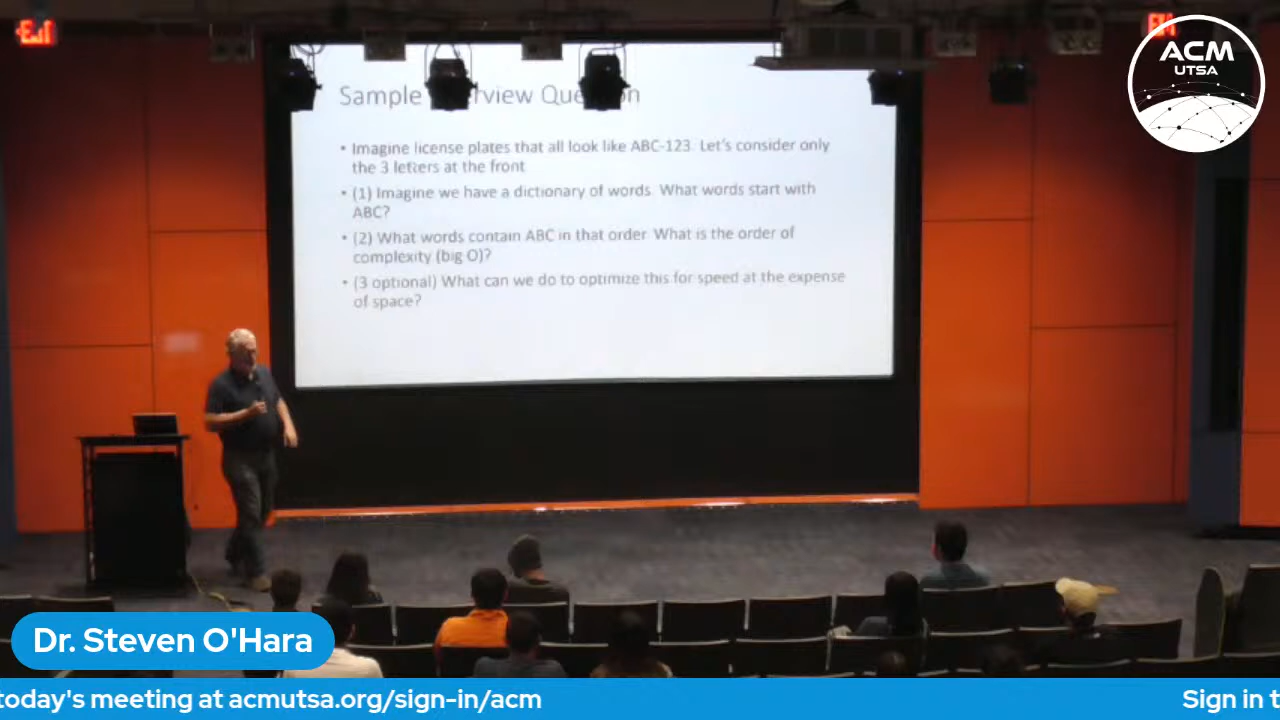 EXIT
ACM
UTSA
Sample
Imagine license plates that all look like ABC-123. Let's consider only
the 3 letters at the front
(1) Imagine we have a dictionary of words. What words start with
ABC?
(2) What words contain ABC in that order. What is the order of
complexity (big O)?
(3 optional) What can we do to optimize this for speed at the expense
of space?
Dr. Steven O'Hara
today's meeting at acmutsa.org/sign-in/acm
Sign in t